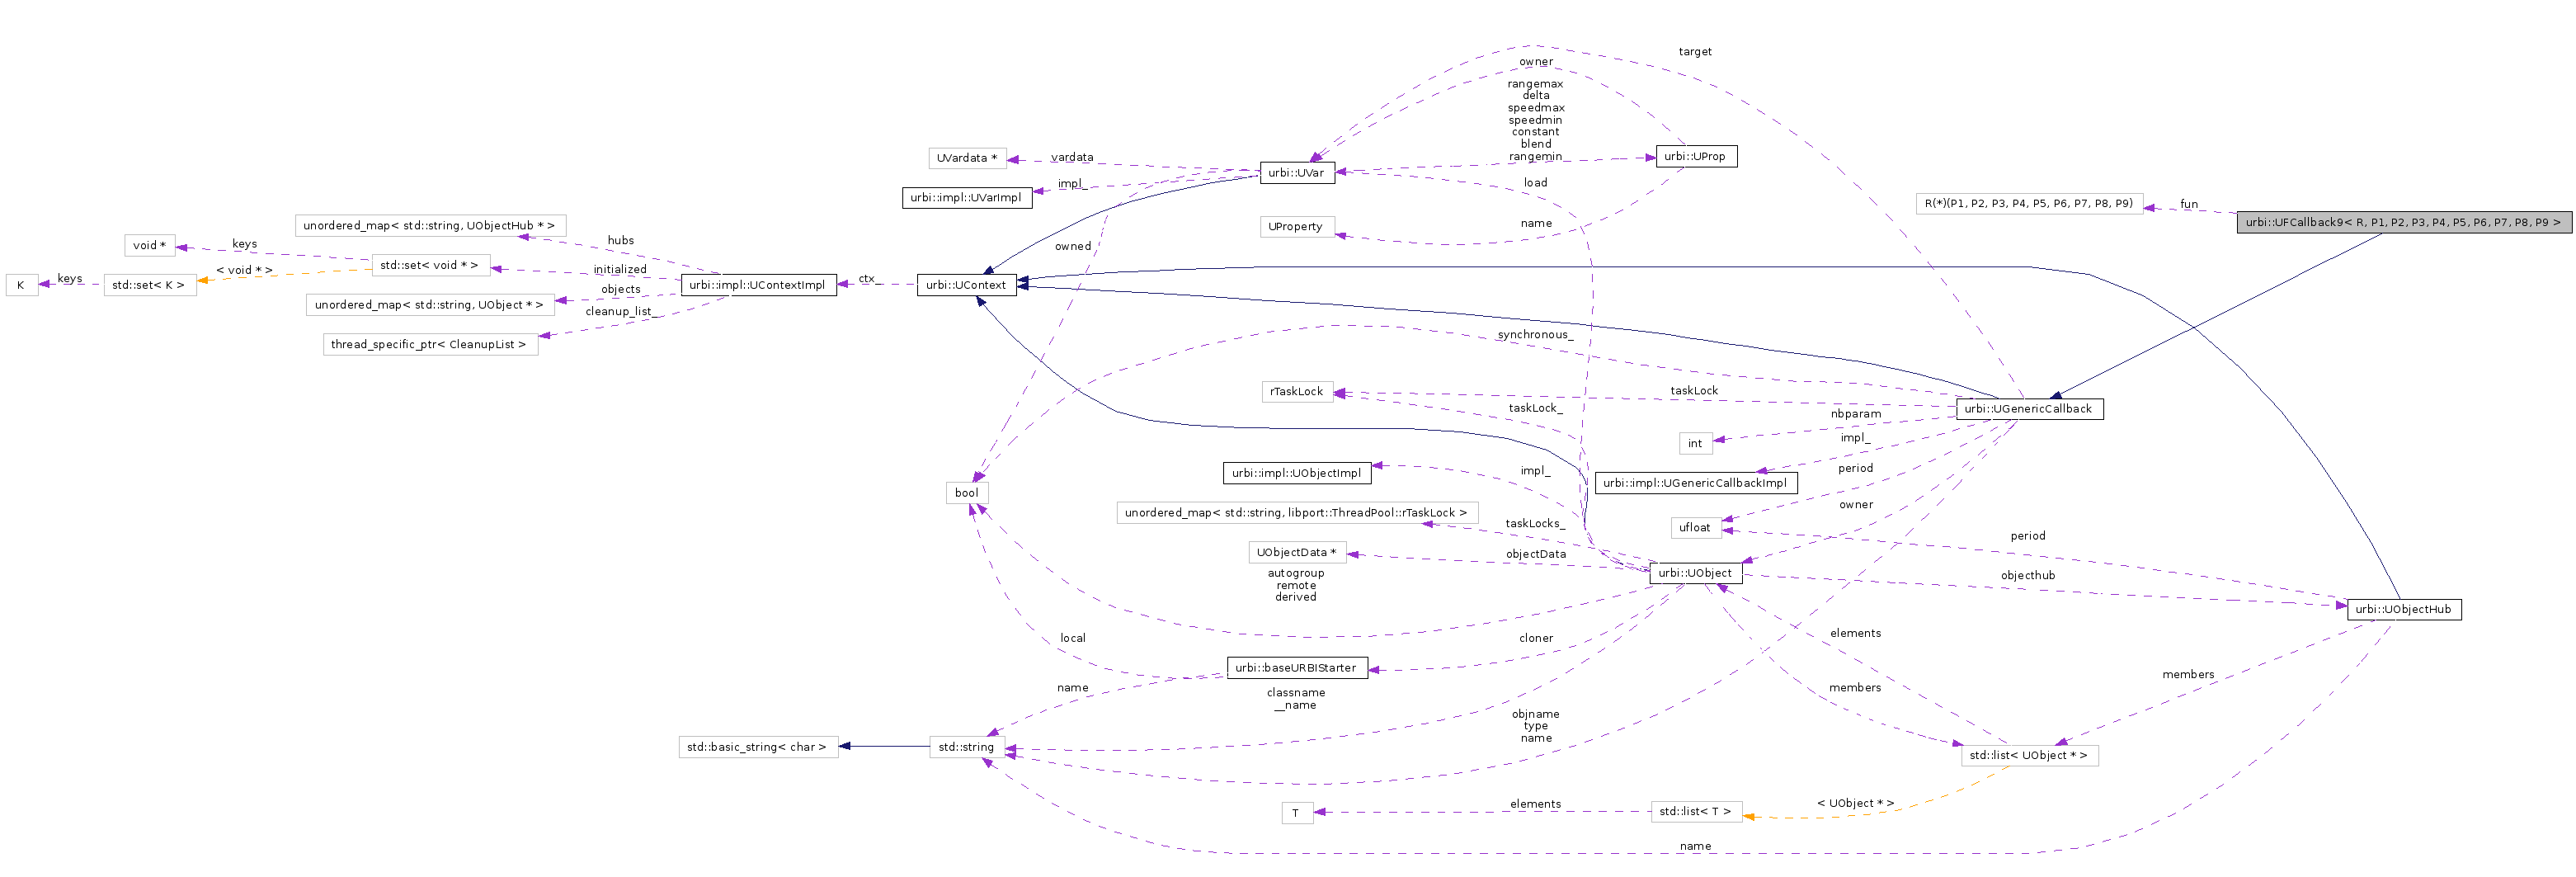 target
owner
rangemax
delta
speedmax
speedmin
constant
blend
rangemin
UVardata *
vardata
urbi::UVar
urbi::UProp
load
impl_
urbi::impl::UVarImpl
R(*)(P1, P2, P3, P4, P5, P6, P7, P8, P9)
fun
urbi::UFCallback9< R, P1, P2, P3, P4, P5, P6, P7, P8, P9 >
unordered_map< std::string, UObjectHub * >
UProperty
name
void *
keys
hubs
owned
std::set< void * >
< void * >
initialized
K
keys
std::set< K >
objects
urbi::impl::UContextImpl
ctx_
urbi::UContext
unordered_map< std::string, UObject * >
cleanup_list_
thread_specific_ptr< CleanupList >
synchronous_
rTaskLock
taskLock
taskLock_
urbi::UGenericCallback
nbparam
int
impl_
urbi::impl::UObjectImpl
impl_
period
urbi::impl::UGenericCallbackImpl
bool
owner
unordered_map< std::string, libport::ThreadPool::rTaskLock >
taskLocks_
ufloat
period
UObjectData *
objectData
autogroup
remote
derived
urbi::UObject
objecthub
urbi::UObjectHub
local
cloner
elements
urbi::baseURBIStarter
name
members
members
classname
__name
objname
type
name
std::basic_string< char >
std::string
std::list< UObject * >
T
elements
std::list< T >
< UObject * >
name